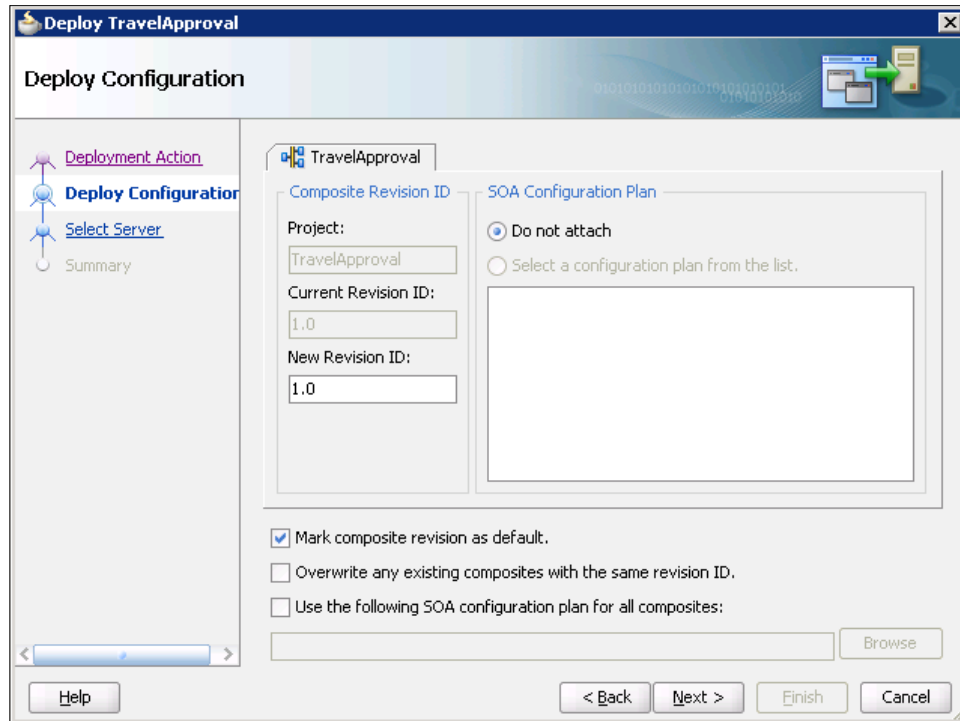 Deploy TravelApproval
Deploy Configuration
Deployment Action
Deploy Configuration
Select Server
Summary
TravelApproval
Composite Revision ID
Project:
TravelApproval
Current Revision ID:
1.0
New Revision ID:
1.0
SOA Configuration Plan
Do not attach
Select a configuration plan from the list.
Mark composite revision as default.
Overwrite any existing composites with the same revision ID.
Use the following SOA configuration plan for all composites:
Browse
Help
< Back
Next >
Finish
Cancel